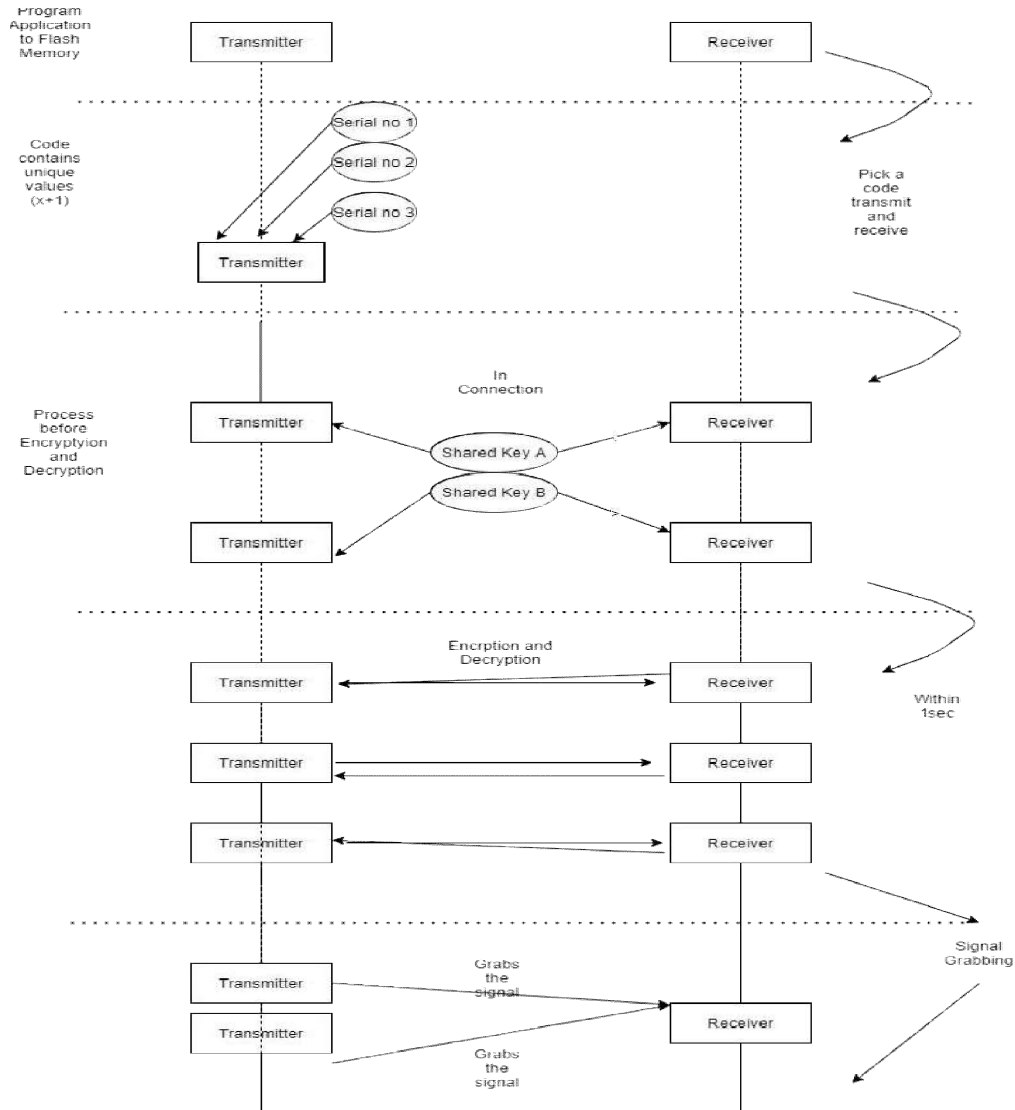 Program
Application
to Flash
Memory
Transmitter
Receiver
Code
contains
unique
values
(x+1)
Serial no 1
Serial no 2
Serial no 3
Transmitter
Pick a
code
transmit
and
receive
In
Connection
Process
before
Encryptyion
and
Decryption
Transmitter
Receiver
Shared Key A
Shared Key B
Transmitter
Receiver
Encrption and
Decryption
Transmitter
Receiver
Within
1sec
Transmitter
Receiver
Transmitter
Receiver
Signal
Grabbing
Grabs
the
signal
Transmitter
Transmitter
Receiver
Grabs
the
signal